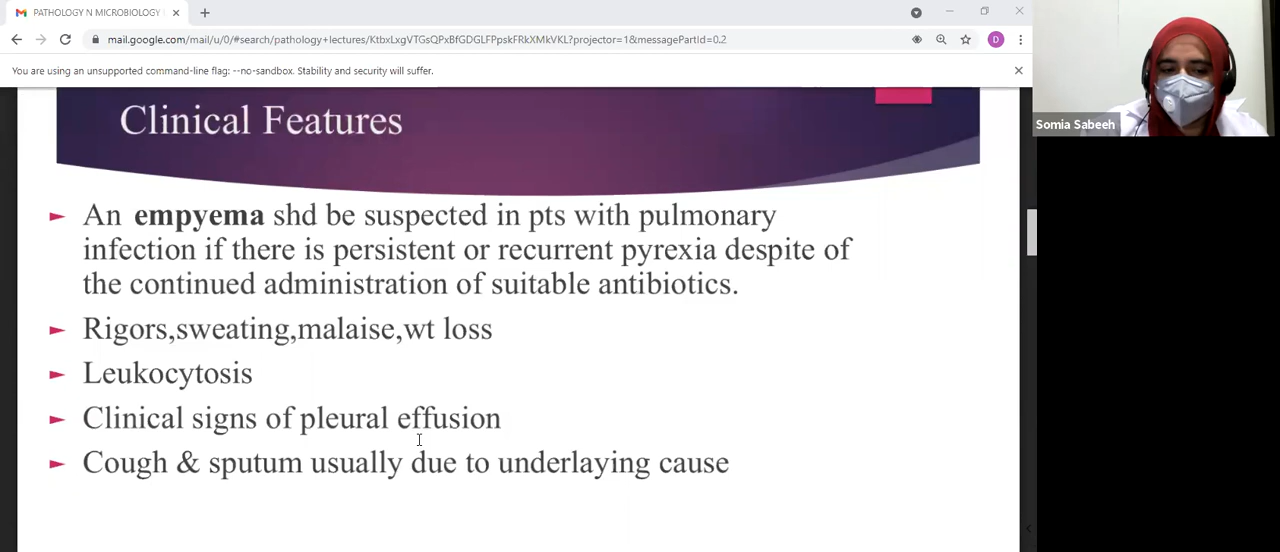 PATHOLOGY N MICROBIOLOGY
mail.google.com/mail/u/0/#search/pathology+lectures/KtbxLxgVTGsQPxBfGDGLFPpskFRkXMkVKL?projector=1&messagePartId=0.2
D
You are using an unsupported command-line flag: --no-sandbox. Stability and security will suffer.
Somia Sabeeh
Clinical Features
An empyema shd be suspected in pts with pulmonary
infection if there is persistent or recurrent pyrexia despite of
the continued administration of suitable antibiotics.
Rigors,sweating,malaise,wt loss
Leukocytosis
Clinical signs of pleural effusion
Cough & sputum usually due to underlaying cause